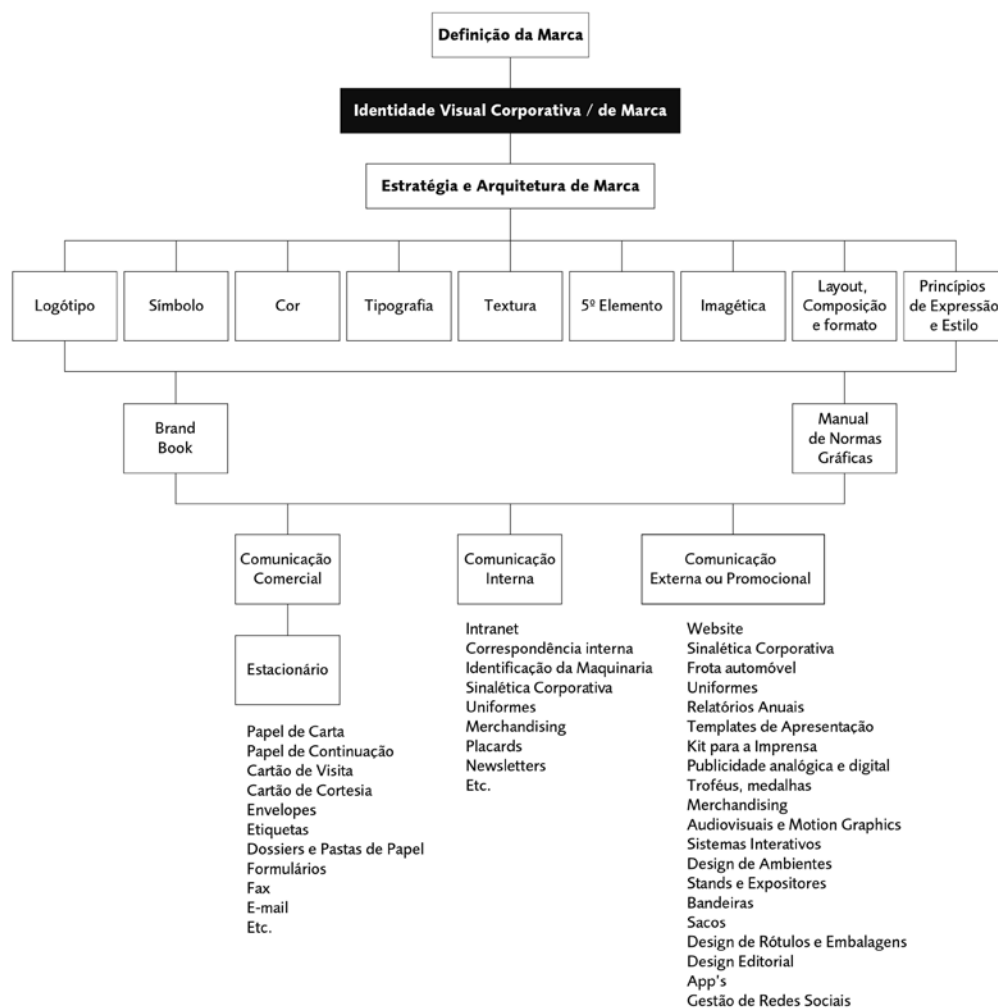 Definição da Marca
Identidade Visual Corporativa / de Marca
Estratégia e Arquitetura de Marca
Logótipo
Símbolo
Cor
Tipografia
Textura
5º Elemento
Imagética
Layout,
Composição
e formato
Princípios
de Expressão
e Estilo
Brand
Book
Manual
de Normas
Gráficas
Comunicação
Comercial
Estacionário
Papel de Carta
Papel de Continuação
Cartão de Visita
Cartão de Cortesia
Envelopes
Etiquetas
Dossiers e Pastas de Papel
Formulários
Fax
E-mail
Etc.
Comunicação
Interna
Intranet
Correspondência interna
Identificação da Maquinaria
Sinalética Corporativa
Uniformes
Merchandising
Placards
Newsletters
Etc.
Comunicação
Externa ou Promocional
Website
Sinalética Corporativa
Frota automóvel
Uniformes
Relatórios Anuais
Templates de Apresentação
Kit para a Imprensa
Publicidade analógica e digital
Troféus, medalhas
Merchandising
Audiovisuais e Motion Graphics
Sistemas Interativos
Design de Ambientes
Stands e Expositores
Bandeiras
Sacos
Design de Rótulos e Embalagens
Design Editorial
App's
Gestão de Redes Sociais